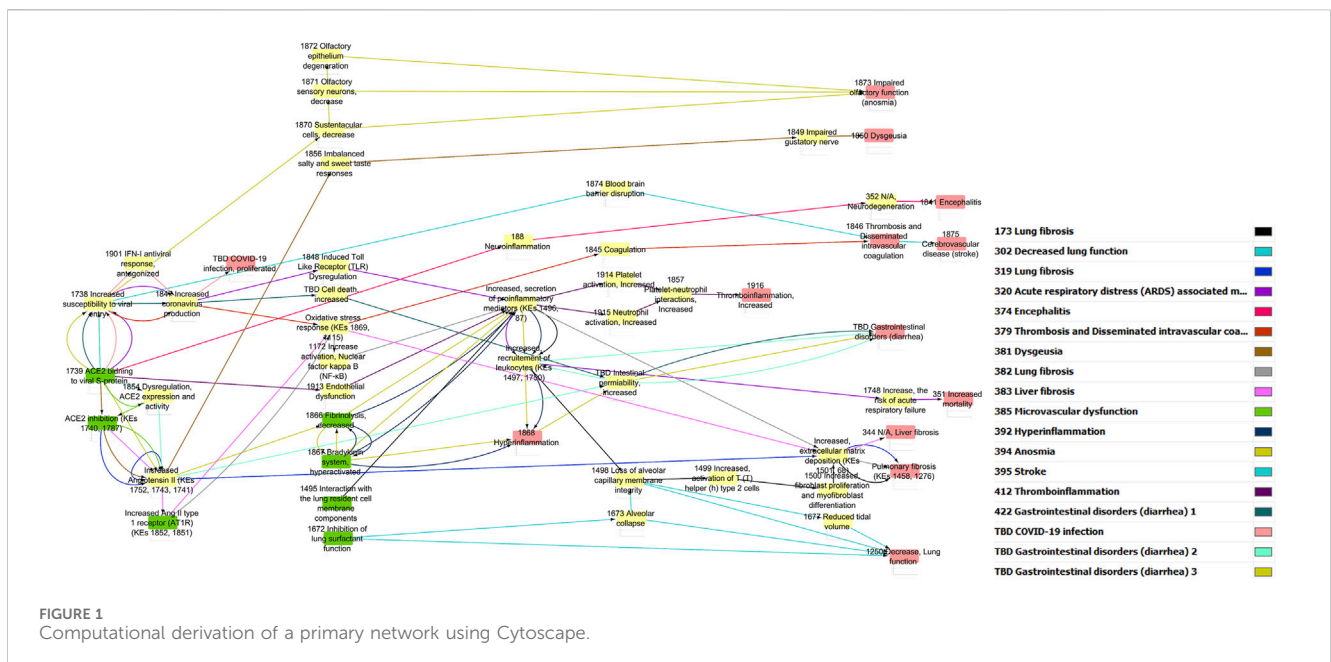 1872 Olfactory
epithelium
degeneration
1871 Olfactory
sensory neurons,
decrease
1870 Sustentacular
cells, decrease
1856 Imbalanced
salty and sweet taste
responses
1873 Impaired
olfactory function
(anosmia)
1849 Impaired
gustatory nerve
1860 Dysgeusia
1874 Blood brain
barrier disruption
352 N/A,
Neurodegeneration
1841 Encephalitis
1846 Thrombosis and
Disseminated
intravascular
coagulation
1875
Cerebrovascular
disease (stroke)
188
Neuroinflammation
1845 Coagulation
1901 IFN-I antiviral
response,
antagonized
TBD COVID-19
infection, proliferated
1848 Induced Toll
Like Receptor (TLR)
Dysregulation
TBD Cell death,
increased
1914 Platelet
activation, Increased
1857
Platelet-neutrophil
interactions,
Increased
1916
Thromboinflammation,
Increased
1915 Neutrophil
activation, Increased
1738 Increased
susceptibility to viral
entry
1847 Increased
coronavirus
production
Increased, secretion
of proinflammatory
mediators (KEs 1496,
87)
Oxidative stress
response (KEs 1869,
1115)
1172 Increase
activation, Nuclear
factor kappa B
(NF-κB)
Increased,
recruitment of
leukocytes (KEs
1497, 1750)
TBD Gastrointestinal
disorders (diarrhea)
TBD Intestinal
permiability,
increased
1739 ACE2 binding
to viral S-protein
1854 Dysregulation,
ACE2 expression and
activity
1913 Endothelial
dysfunction
1748 Increase, the
risk of acute
respiratory failure
351 Increased
mortality
ACE2 inhibition (KEs
1740, 1787)
1866 Fibrinolysis,
decreased
1868
Hyperinflammation
1867 Bradykinin
system,
hyperactivated
344 N/A, Liver fibrosis
Increased,
extracellular matrix
deposition (KEs
68)
Pulmonary fibrosis
(KEs 1458, 1276)
Increased
Angiotensin II (KEs
1752, 1743, 1741)
1498 Loss of alveolar
capillary membrane
integrity
1499 Increased,
activation of T (T)
helper (h) type 2 cells
1500 Increased,
fibroblast proliferation
and myofibroblast
differentiation
1495 Interaction with
the lung resident cell
membrane
components
Increased Ang II type
1 receptor (AT1R)
(KEs 1852, 1851)
1672 Inhibition of
lung surfactant
function
1673 Alveolar
collapse
1677 Reduced tidal
volume
1250 Decrease, Lung
function
173 Lung fibrosis
302 Decreased lung function
319 Lung fibrosis
320 Acute respiratory distress (ARDS) associated m...
374 Encephalitis
379 Thrombosis and Disseminated intravascular coa...
381 Dysgeusia
382 Lung fibrosis
383 Liver fibrosis
385 Microvascular dysfunction
392 Hyperinflammation
394 Anosmia
395 Stroke
412 Thromboinflammation
422 Gastrointestinal disorders (diarrhea) 1
TBD COVID-19 infection
TBD Gastrointestinal disorders (diarrhea) 2
TBD Gastrointestinal disorders (diarrhea) 3
FIGURE 1
Computational derivation of a primary network using Cytoscape.